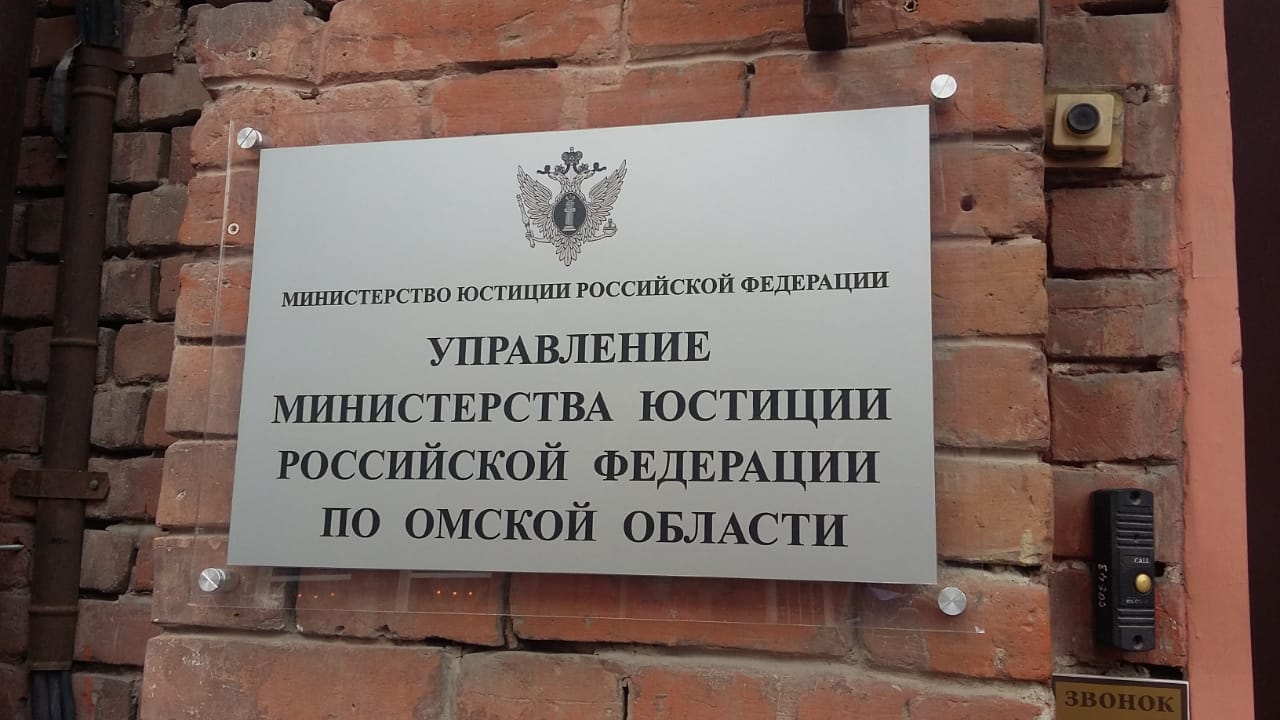 МИНИСТЕРСТВО ЮСТИЦИИ РОССИЙСКОЙ ФЕДЕРАЦИИ
УПРАВЛЕНИЕ
МИНИСТЕРСТВА ЮСТИЦИИ
РОССИЙСКОЙ ФЕДЕРАЦИИ
ПО ОМСКОЙ ОБЛАСТИ
CALL
ЗВОНОК